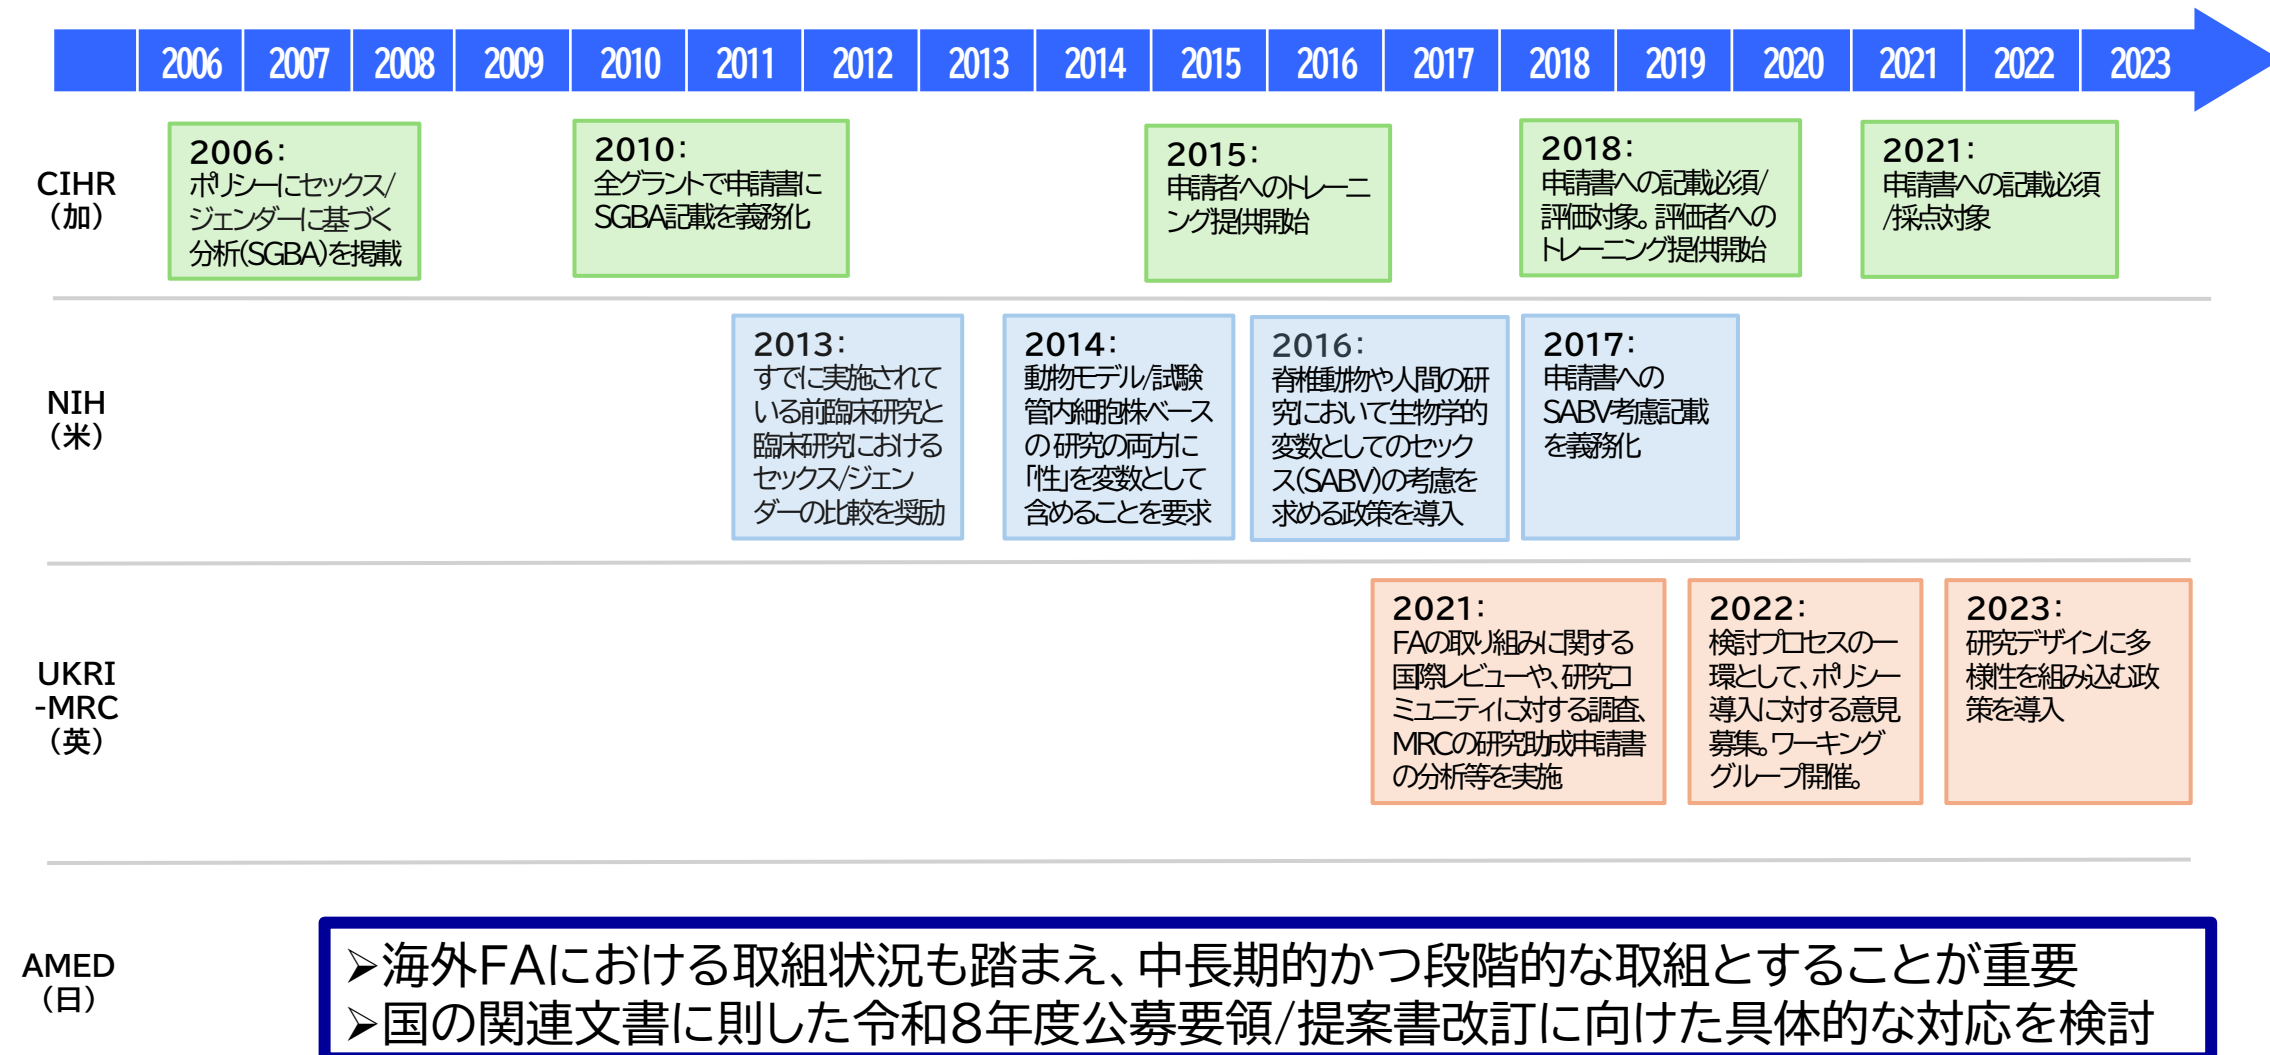 2006 2007 2008 2009 2010 2011 2012 2013 2014 2015 2016 2017 2018 2019 2020 2021 2022 2023
CIHR
（加）
2006：
ポリシーにセックス/
ジェンダーに基づく
分析(SGBA)を掲載
2010：
全グラントで申請書に
SGBA記載を義務化
2015：
申請者へのトレーニ
ング提供開始
2018：
申請書への記載必須/
評価対象。評価者への
トレーニング提供開始
2021：
申請書への記載必須
/採点対象
NIH
（米）
2013：
すでに実施されて
いる前臨床研究と
臨床研究における
セックス/ジェン
ダーの比較を奨励
2014：
動物モデル/試験
管内細胞株ベース
の研究の両方に
「性」を変数として
含めることを要求
2016：
脊椎動物や人間の研
究において生物学的
変数としてのセック
ス(SABV)の考慮を
求める政策を導入
2017：
申請書への
SABV考慮記載
を義務化
UKRI
-MRC
（英）
2021：
FAの取り組みに関する
国際レビューや、研究コ
ミュニティに対する調査、
MRCの研究助成申請書
の分析等を実施
2022：
検討プロセスの一
環として、ポリシー
導入に対する意見
募集。ワーキング
グループ開催。
2023：
研究デザインに多
様性を組み込む政
策を導入
AMED
（日）
➢海外FAにおける取組状況も踏まえ、中長期的かつ段階的な取組とすることが重要
➢国の関連文書に則した令和8年度公募要領/提案書改訂に向けた具体的な対応を検討